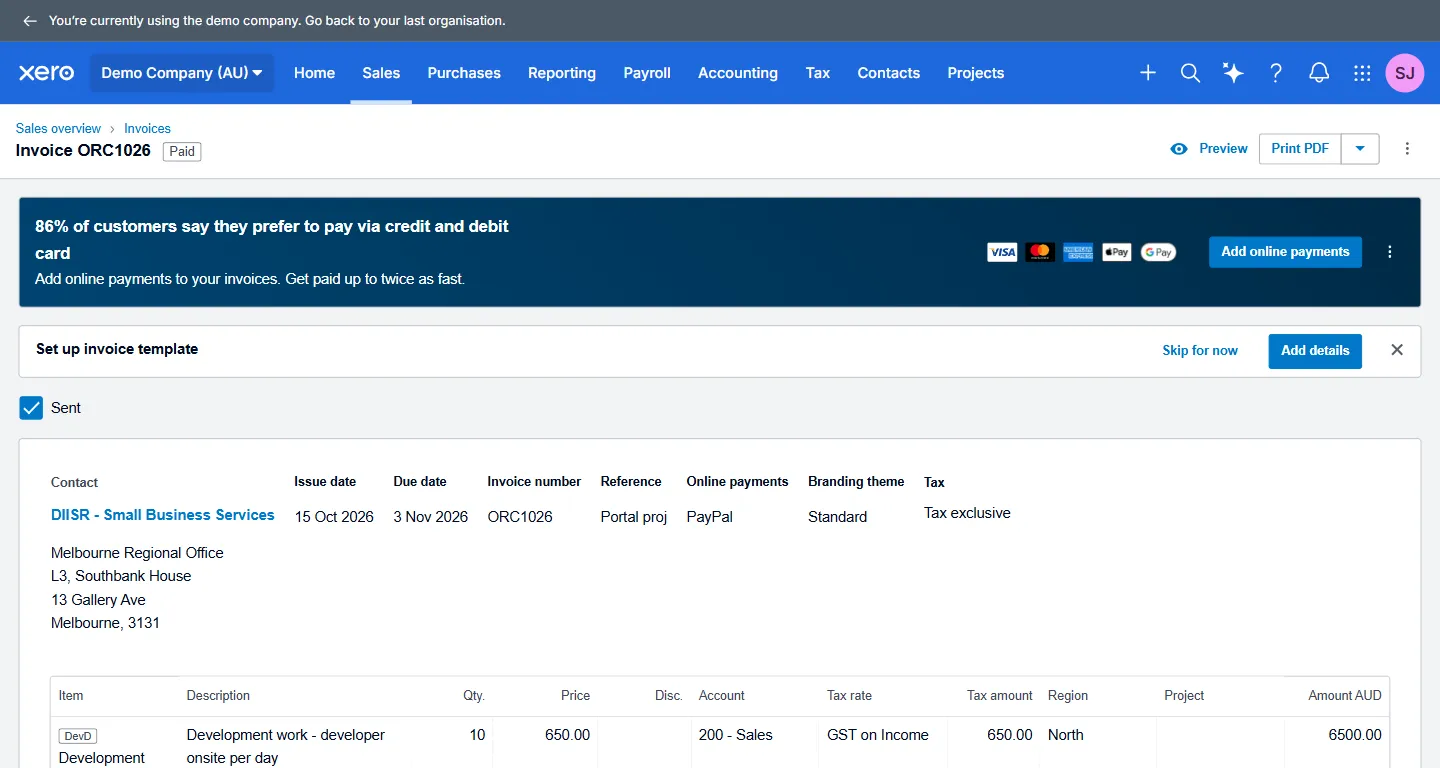 You're currently using the demo company. Go back to your last organisation.
xero Demo Company (AU) Home Sales Purchases Reporting Payroll Accounting Tax Contacts Projects ? SJ
Sales overview › Invoices
Invoice ORC1026 Paid
Preview Print PDF
86% of customers say they prefer to pay via credit and debit
card
Add online payments to your invoices. Get paid up to twice as fast.
VISA mastercard AMERICAN EXPRESS Pay G Pay Add online payments
Set up invoice template Skip for now Add details
Sent
Contact Issue date Due date Invoice number Reference Online payments Branding theme Tax
DIISR - Small Business Services 15 Oct 2026 3 Nov 2026 ORC1026 Portal proj PayPal Standard Tax exclusive
Melbourne Regional Office
L3, Southbank House
13 Gallery Ave
Melbourne, 3131
Item Description Qty. Price Disc. Account Tax rate Tax amount Region Project Amount AUD
DevD Development work - developer 10 650.00 200 - Sales GST on Income 650.00 North 6500.00
Development onsite per day